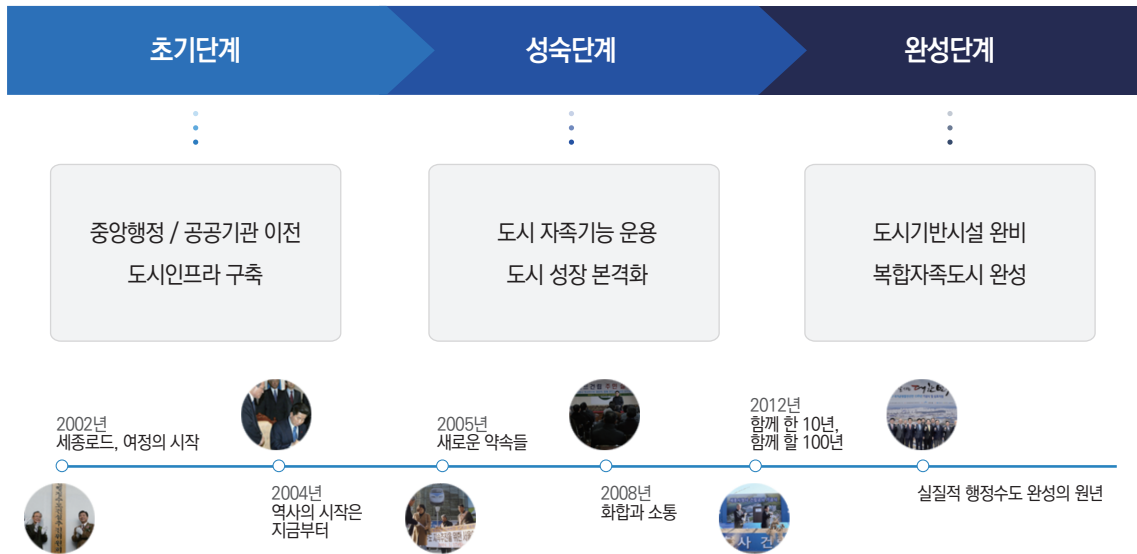 초기단계
성숙단계
완성단계
중앙행정 / 공공기관 이전
도시인프라 구축
도시 자족기능 운용
도시 성장 본격화
도시기반시설 완비
복합자족도시 완성
2002년
세종로드, 여정의 시작
2004년
역사의 시작은
지금부터
2005년
새로운 약속들
2008년
화합과 소통
2012년
함께 한 10년,
함께 할 100년
실질적 행정수도 완성의 원년